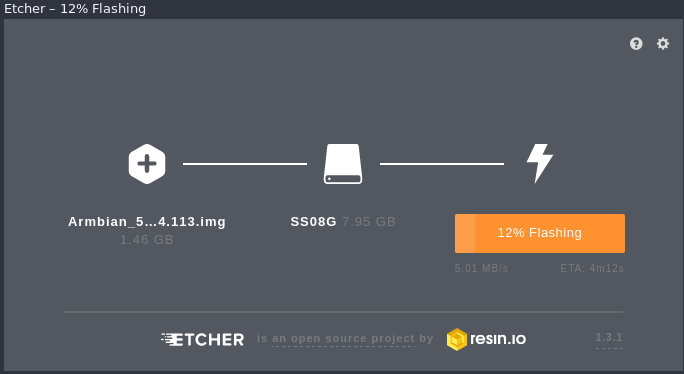 Etcher – 12% Flashing
Armbian_5...4.113.img
1.46 GB
SS08G 7.95 GB
12% Flashing
5.01 MB/s
ETA: 4m12s
ETCHER is an open source project by resin.io
1.3.1